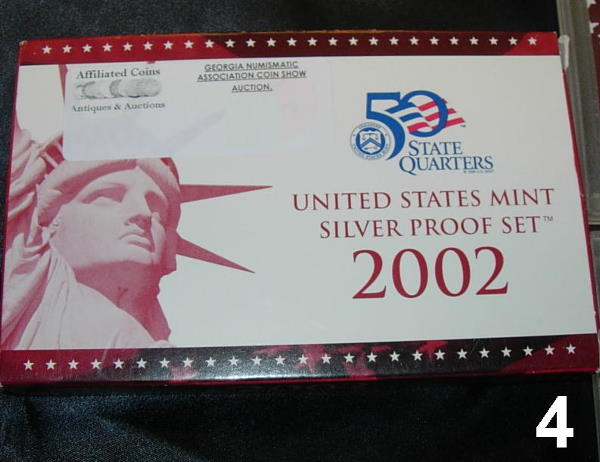 Affiliated Coins
Antiques & Auctions
GEORGIA NUMISMATIC
ASSOCIATION COIN SHOW
AUCTION.
50
STATE
QUARTERS
UNITED STATES MINT
SILVER PROOF SET™
2002
4